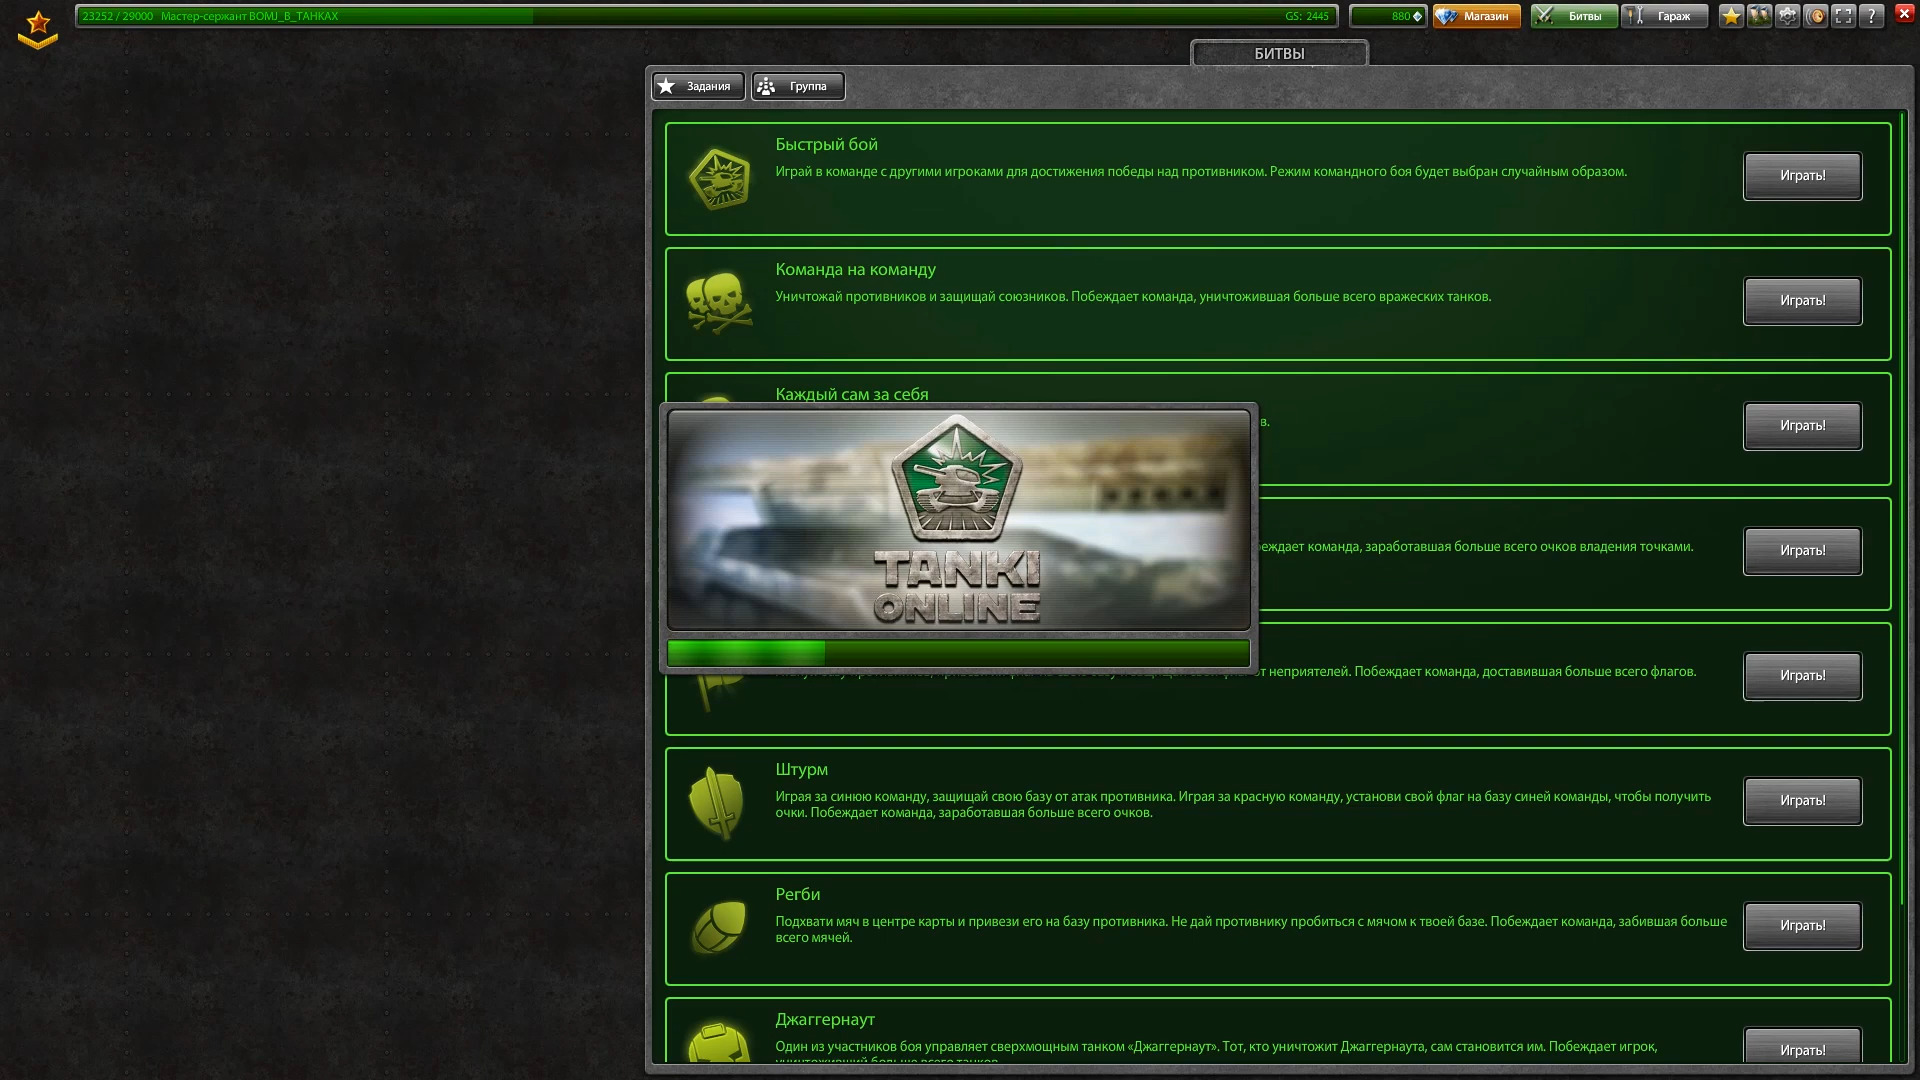 23252 / 29000 Мастер-сержант BOMJ_B_TAHKAX
GS: 2445
880
Магазин
Битвы
Гараж
?
БИТВЫ
Задания
Группа
Быстрый бой
Играй в команде с другими игроками для достижения победы над противником. Режим командного боя будет выбран случайным образом.
Играть!
Команда на команду
Уничтожай противников и защищай союзников. Побеждает команда, уничтожившая больше всего вражеских танков.
Играть!
Каждый сам за себя
в.
Играть!
TANKI
ONLINE
еждает команда, заработавшая больше всего очков владения точками.
Играть!
от неприятелей. Побеждает команда, доставившая больше всего флагов.
Играть!
Штурм
Играя за синюю команду, защищай свою базу от атак противника. Играя за красную команду, установи свой флаг на базу синей команды, чтобы получить
очки. Побеждает команда, заработавшая больше всего очков.
Играть!
Регби
Подхвати мяч в центре карты и привези его на базу противника. Не дай противнику пробиться с мячом к твоей базе. Побеждает команда, забившая больше
всего мячей.
Играть!
Джаггернаут
Один из участников боя управляет сверхмощным танком «Джаггернаут». Тот, кто уничтожит Джаггернаута, сам становится им. Побеждает игрок,
уничтоживший больше всего танков.
Играть!